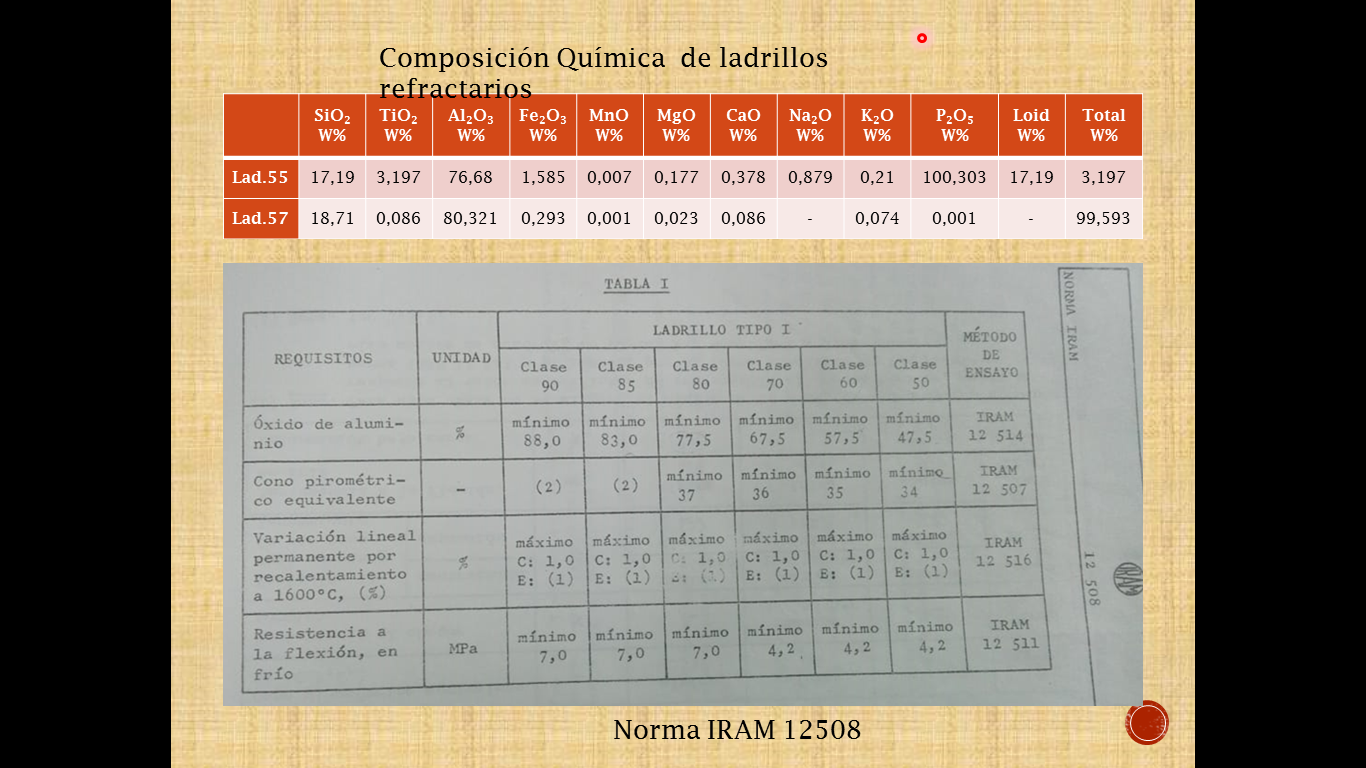 Composición Química de ladrillos
refractarios
SiO₂ W% TiO₂ W% Al₂O₃ W% Fe₂O₃ W% MnO W% MgO W% CaO W% Na₂O W% K₂O W% P₂O₅ W% Loid W% Total W%
Lad.55 17,19 3,197 76,68 1,585 0,007 0,177 0,378 0,879 0,21 100,303 17,19 3,197
Lad.57 18,71 0,086 80,321 0,293 0,001 0,023 0,086 - 0,074 0,001 - 99,593
TABLA I
REQUISITOS UNIDAD LADRILLO TIPO I MÉTODO DE ENSAYO
Clase 90 Clase 85 Clase 80 Clase 70 Clase 60 Clase 50
Óxido de alumi-
nio % mínimo 88,0 mínimo 83,0 mínimo 77,5 mínimo 67,5 mínimo 57,5 mínimo 47,5 IRAM 12 514
Cono pirométri-
co equivalente - (2) (2) mínimo 37 mínimo 36 mínimo 35 mínimo 34 IRAM 12 507
Variación lineal
permanente por
recalentamiento
a 1600°C, (%) % máximo C: 1,0 E: (1) máximo C: 1,0 E: (1) máximo C: 1,0 E: (1) máximo C: 1,0 E: (1) máximo C: 1,0 E: (1) máximo C: 1,0 E: (1) IRAM 12 516
Resistencia a
la flexión, en
frío MPa mínimo 7,0 mínimo 7,0 mínimo 7,0 mínimo 4,2 mínimo 4,2 mínimo 4,2 IRAM 12 511
NORMA IRAM
12 508
IRAM
Norma IRAM 12508